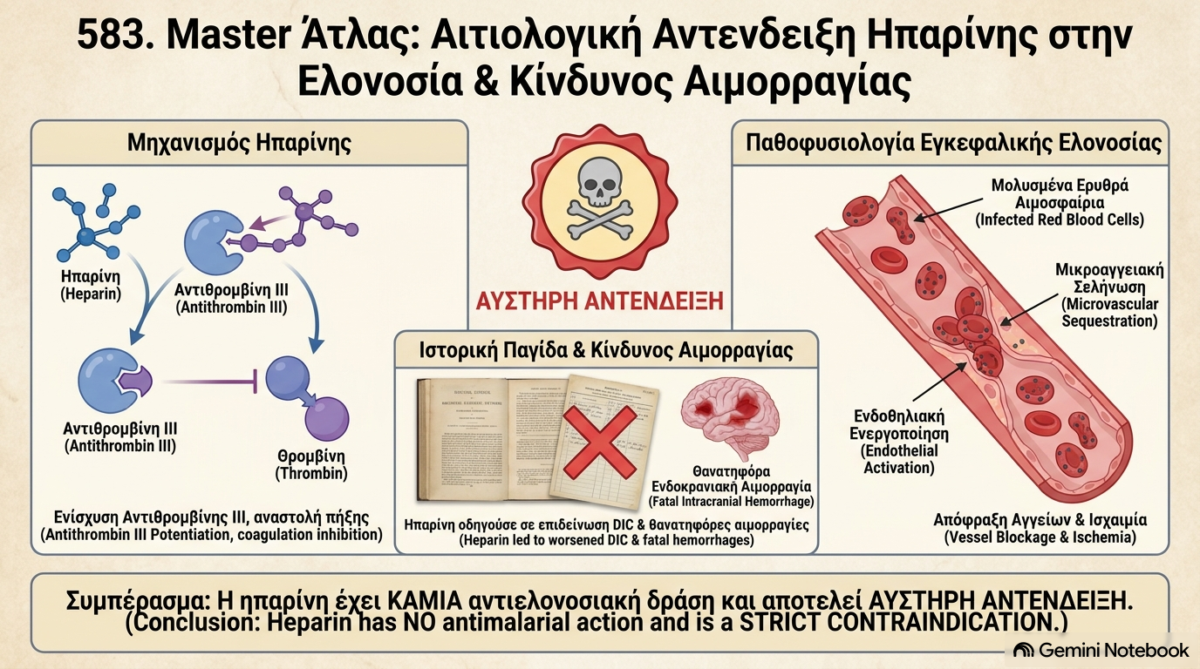 583. Master Άτλας: Αιτιολογική Αντενδειξη Ηπαρίνης στην
Ελονοσία & Κίνδυνος Αιμορραγίας
Μηχανισμός Ηπαρίνης
Ηπαρίνη
(Heparin)
Αντιθρομβίνη III
(Antithrombin III)
Αντιθρομβίνη III
(Antithrombin III)
Θρομβίνη
(Thrombin)
Ενίσχυση Αντιθρομβίνης III, αναστολή πήξης
(Antithrombin III Potentiation, coagulation inhibition)
ΑΥΣΤΗΡΗ ΑΝΤΕΝΔΕΙΞΗ
Ιστορική Παγίδα & Κίνδυνος Αιμορραγίας
Θανατηφόρα
Ενδοκρανιακή Αιμορραγία
(Fatal Intracranial Hemorrhage)
Ηπαρίνη οδηγούσε σε επιδείνωση DIC & θανατηφόρες αιμορραγίες
(Heparin led to worsened DIC & fatal hemorrhages)
Παθοφυσιολογία Εγκεφαλικής Ελονοσίας
Μολυσμένα Ερυθρά
Αιμοσφαίρια
(Infected Red Blood Cells)
Μικροαγγειακή
Σελήνωση
(Microvascular
Sequestration)
Ενδοθηλιακή
Ενεργοποίηση
(Endothelial
Activation)
Απόφραξη Αγγείων & Ισχαιμία
(Vessel Blockage & Ischemia)
Συμπέρασμα: Η ηπαρίνη έχει ΚΑΜΙΑ αντιελονοσιακή δράση και αποτελεί ΑΥΣΤΗΡΗ ΑΝΤΕΝΔΕΙΞΗ.
(Conclusion: Heparin has NO antimalarial action and is a STRICT CONTRAINDICATION.)
Gemini Notebook